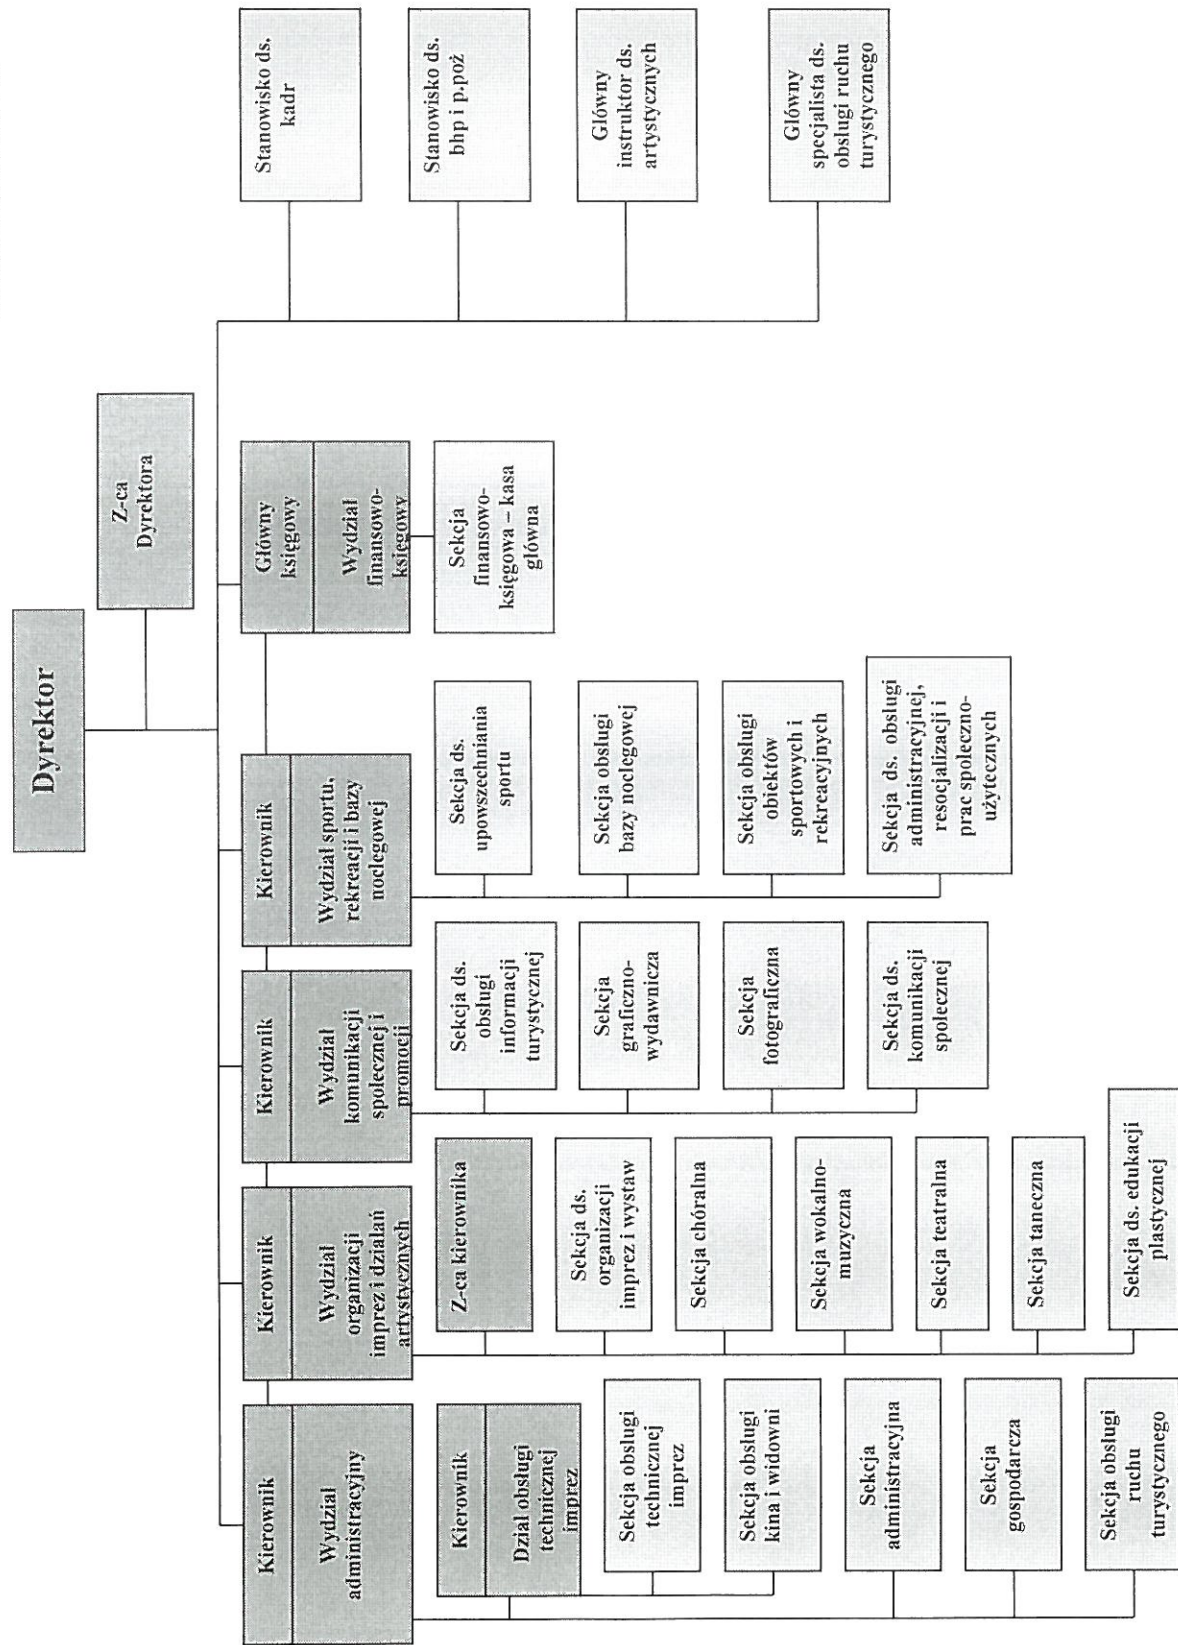 Dyrektor
Z-ca
Dyrektora
Kierownik
Wydział
administracyjny
Kierownik
Dział obsługi
technicznej
imprez
Sekcja obsługi
technicznej
imprez
Sekcja obsługi
kina i widowni
Sekcja
administracyjna
Sekcja
gospodarcza
Sekcja obsługi
ruchu
turystycznego
Kierownik
Wydział
organizacji
imprez i działań
artystycznych
Z-ca kierownika
Sekcja ds.
organizacji
imprez i wystaw
Sekcja chóralna
Sekcja wokalno-
muzyczna
Sekcja teatralna
Sekcja taneczna
Sekcja ds. edukacji
plastycznej
Kierownik
Wydział
komunikacji
społecznej i
promocji
Sekcja ds.
obsługi
informacji
turystycznej
Sekcja
graficzno-
wydawnicza
Sekcja
fotograficzna
Sekcja ds.
komunikacji
społecznej
Kierownik
Wydział sportu,
rekreacji i bazy
noclegowej
Sekcja ds.
upowszechniania
sportu
Sekcja obsługi
bazy noclegowej
Sekcja obsługi
obiektów
sportowych i
rekreacyjnych
Sekcja ds. obsługi
administracyjnej,
resocjalizacji i
prac społeczno-
użytecznych
Główny
księgowy
Wydział
finansowo-
księgowy
Sekcja
finansowo-
księgowa – kasa
główna
Stanowisko ds.
kadr
Stanowisko ds.
bhp i p.poż
Główny
instruktor ds.
artystycznych
Główny
specjalista ds.
obsługi ruchu
turystycznego